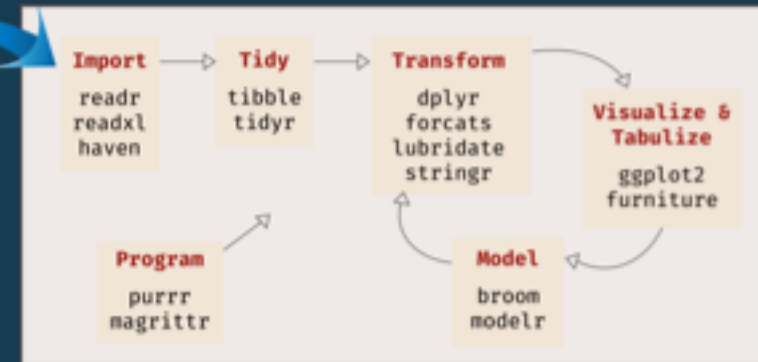 Import
readr
readxl
haven
Tidy
tibble
tidyr
Transform
dplyr
forcats
lubridate
stringr
Visualize &
Tabulize
ggplot2
furniture
Program
purrr
magrittr
Model
broom
modelr